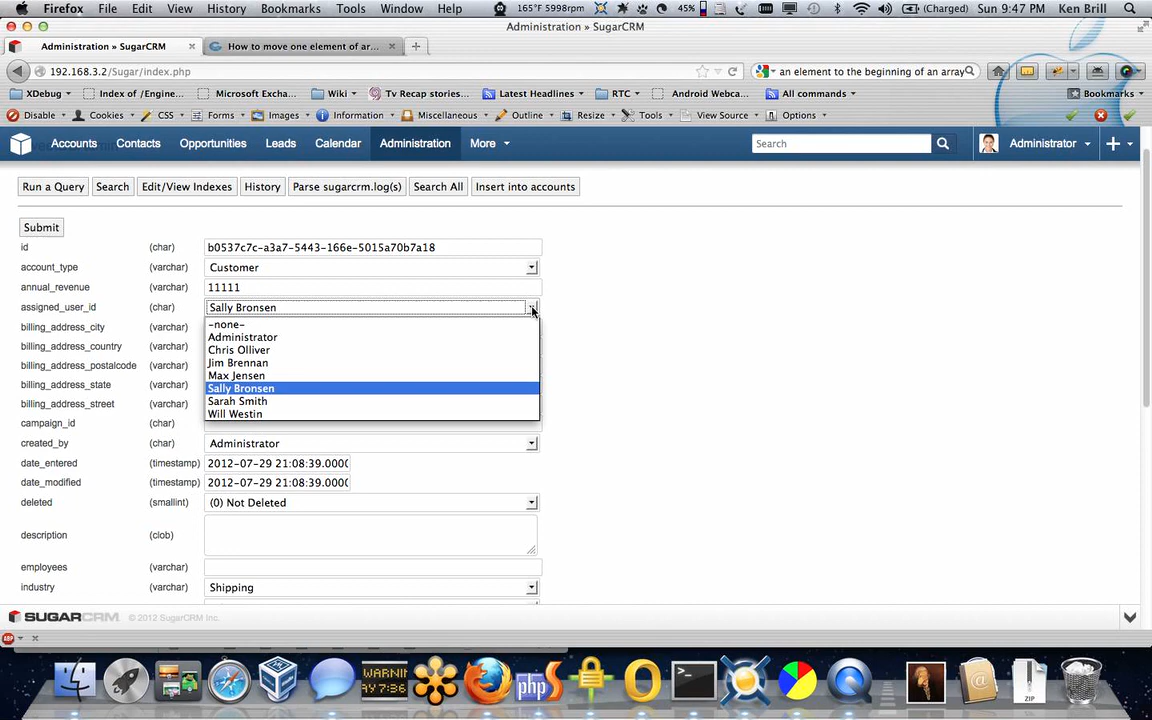 Firefox File Edit View History Bookmarks Tools Window Help 165°F 5998rpm 45% (Charged) Sun 9:47 PM Ken Brill
Administration » SugarCRM
Administration » SugarCRM How to move one element of ar...
192.168.3.2/Sugar/index.php an element to the beginning of an array
XDebug Index of /Engine... Microsoft Excha... Wiki Tv Recap stories... Latest Headlines RTC Android Webca... All commands Bookmarks
Disable Cookies CSS Forms Images Information Miscellaneous Outline Resize Tools View Source Options
Accounts Contacts Opportunities Leads Calendar Administration More Search Administrator
Run a Query Search Edit/View Indexes History Parse sugarcrm.log(s) Search All Insert into accounts
Submit
id (char) b0537c7c-a3a7-5443-166e-5015a70b7a18
account_type (varchar) Customer
annual_revenue (varchar) 11111
assigned_user_id (char) Sally Bronsen
billing_address_city (varchar)
billing_address_country (varchar)
billing_address_postalcode (varchar)
billing_address_state (varchar)
billing_address_street (varchar)
campaign_id (char)
-none-
Administrator
Chris Olliver
Jim Brennan
Max Jensen
Sally Bronsen
Sarah Smith
Will Westin
created_by (char) Administrator
date_entered (timestamp) 2012-07-29 21:08:39.000(
date_modified (timestamp) 2012-07-29 21:08:39.000(
deleted (smallint) (0) Not Deleted
description (clob)
employees (varchar)
industry (varchar) Shipping
SUGARCRM © 2012 SugarCRM Inc.
ABP
WARNIN
AY 7:36
php
ZIP